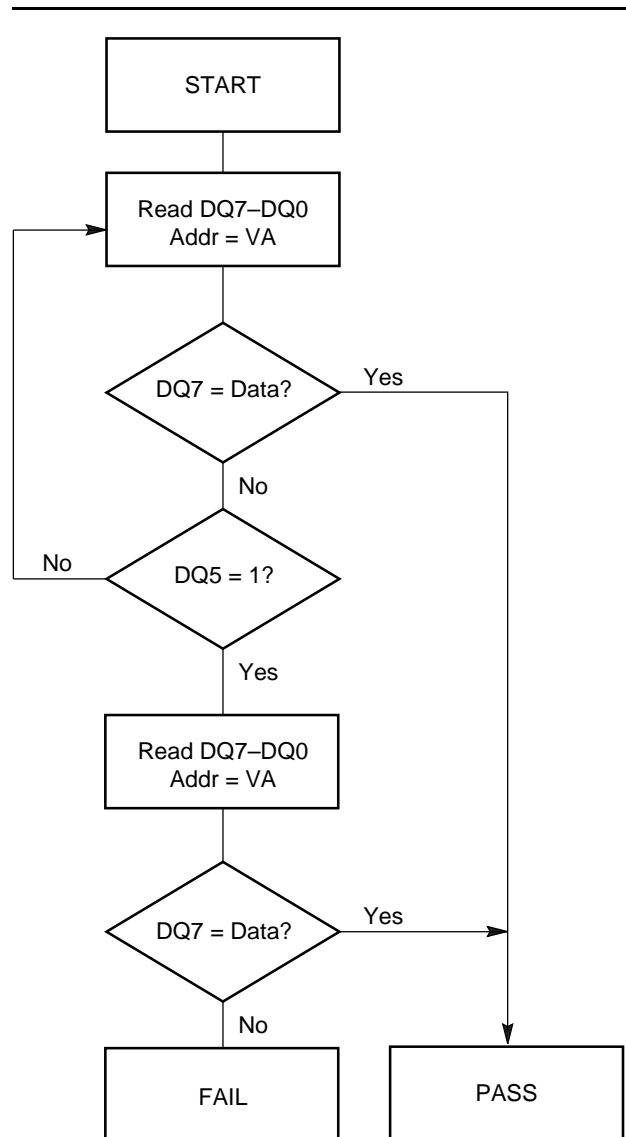 START
Read DQ7–DQ0
Addr = VA
DQ7 = Data?
Yes
No
No
DQ5 = 1?
Yes
Read DQ7–DQ0
Addr = VA
DQ7 = Data?
Yes
No
FAIL
PASS